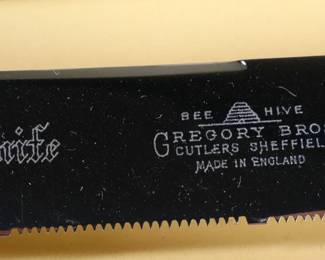 BEE HIVE
GREGORY BRO
CUTLERS SHEFFIEL
MADE IN ENGLAND
nife